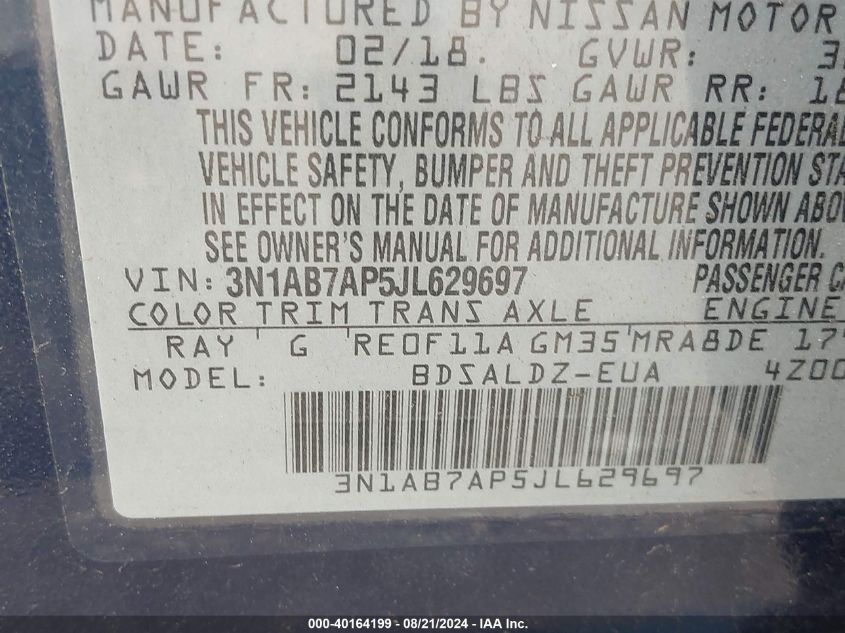 MANUFACTURED BY NISSAN MOTOR
DATE: 02/18. GVWR:
GAWR FR: 2143 LBS GAWR RR:
THIS VEHICLE CONFORMS TO ALL APPLICABLE FEDERAL
VEHICLE SAFETY, BUMPER AND THEFT PREVENTION
IN EFFECT ON THE DATE OF MANUFACTURE SHOWN
SEE OWNER'S MANUAL FOR ADDITIONAL INFORMATION.
VIN: 3N1AB7AP5JL629697 PASSENGER
COLOR TRIM TRANS AXLE ENGINE
RAY G RE0F11A GM35 MRA8DE
MODEL: BDSALDZ-EUA
3N1AB7AP5JL629697
000-40164199 - 08/21/2024 - IAA Inc.